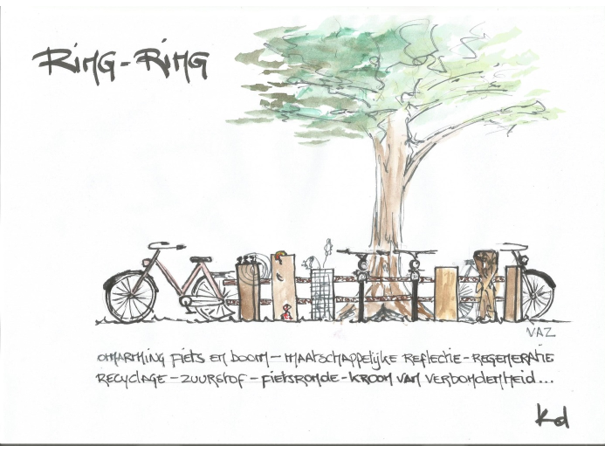 RING-RING
VAZ
OMARMING FIETS EN BOOM - MAATSCHAPPELIJKE REFLECTIE - REGENERATIE
RECYCLAGE - ZUURSTOF - FIETSRONDE - KROON VAN VERBONDENHEID...
Kd